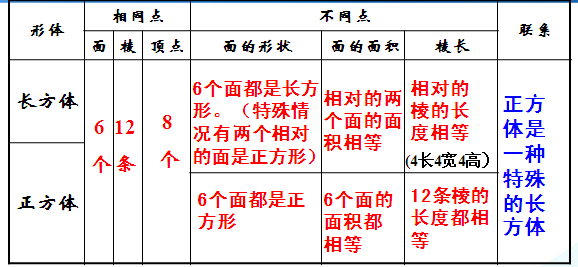 形体 相同点 不同点 联系
面 棱 顶点 面的形状 面的面积 棱长
长方体
正方体
6个
12条
8个
6个面都是长方
形。（特殊情
况有两个相对
的面是正方形）
相对的两
个面的面
积相等
相对的
棱的长
度相等
(4长4宽4高)
6个面都是正
方形
6个面的
面积都
相等
12条棱的
长度都相
等
正方
体是
一种
特殊
的长
方体